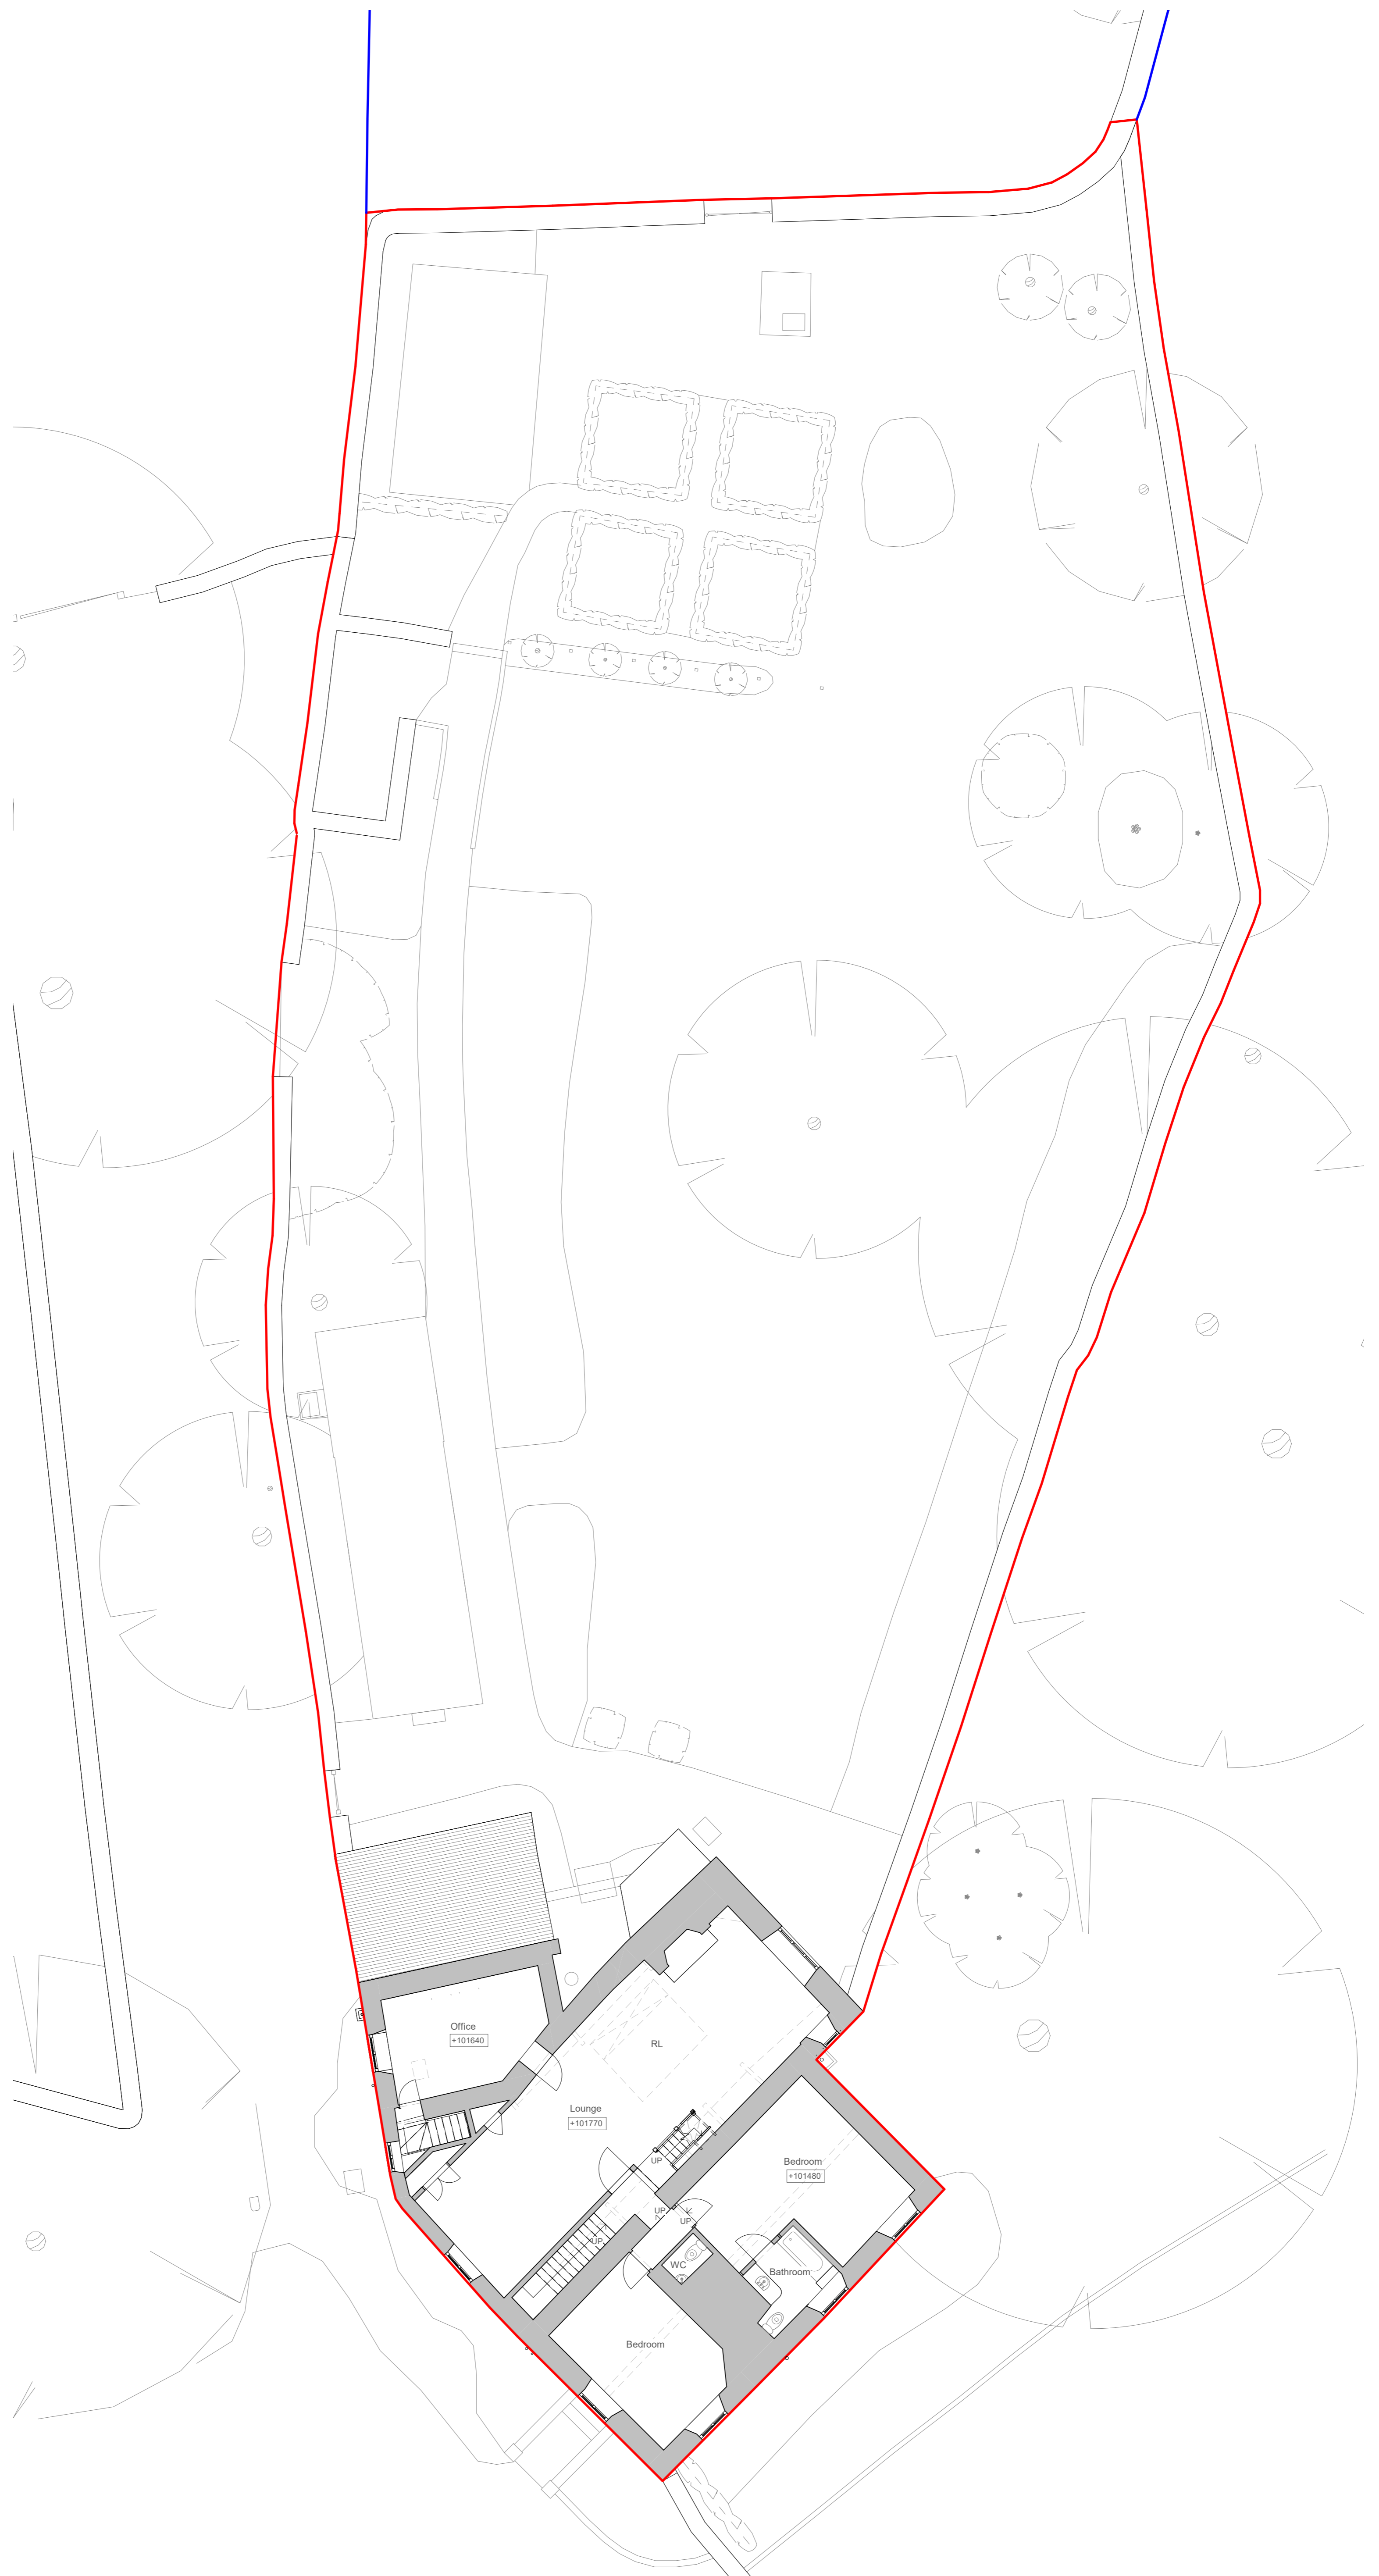 Office
+101640
RL
Lounge
+101770
UP
Bedroom
+101480
UP
UP
UP
WC
Bathroom
Bedroom